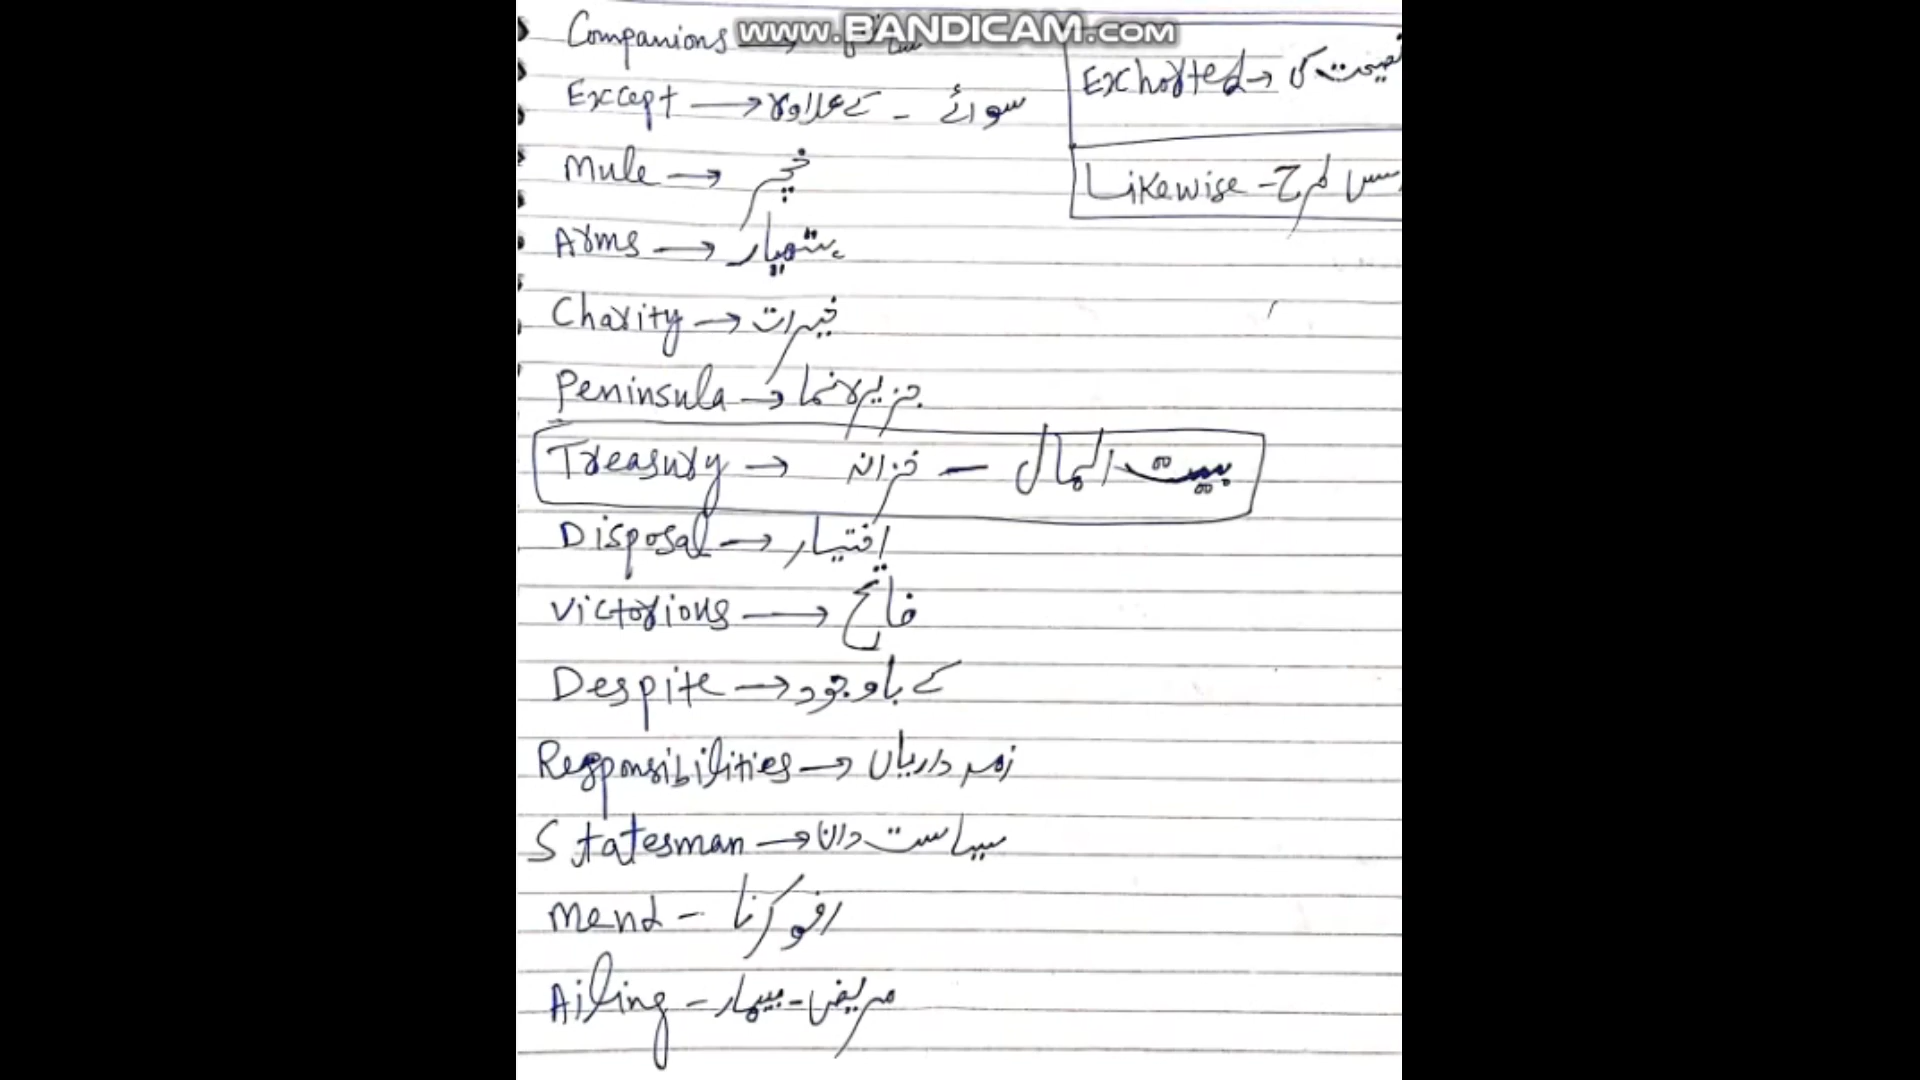 Companions → 
www.BANDICAM.com
Exchorted → نصیحت کی
Except → سوائے - کے علاوہ
Mule → خچر
Likewise - اسی طرح
Arms → ہتھیار
Charity → خیرات
Peninsula → جزیرہ نما
Treasury → خزانہ — بیت المال
Disposal → اختیار
Victorious → فاتح
Despite → کے باوجود
Responsibilities → زمہ داریاں
Statesman → سیاست دان
Mend - رفو کرنا
Ailing - مریض - بیمار